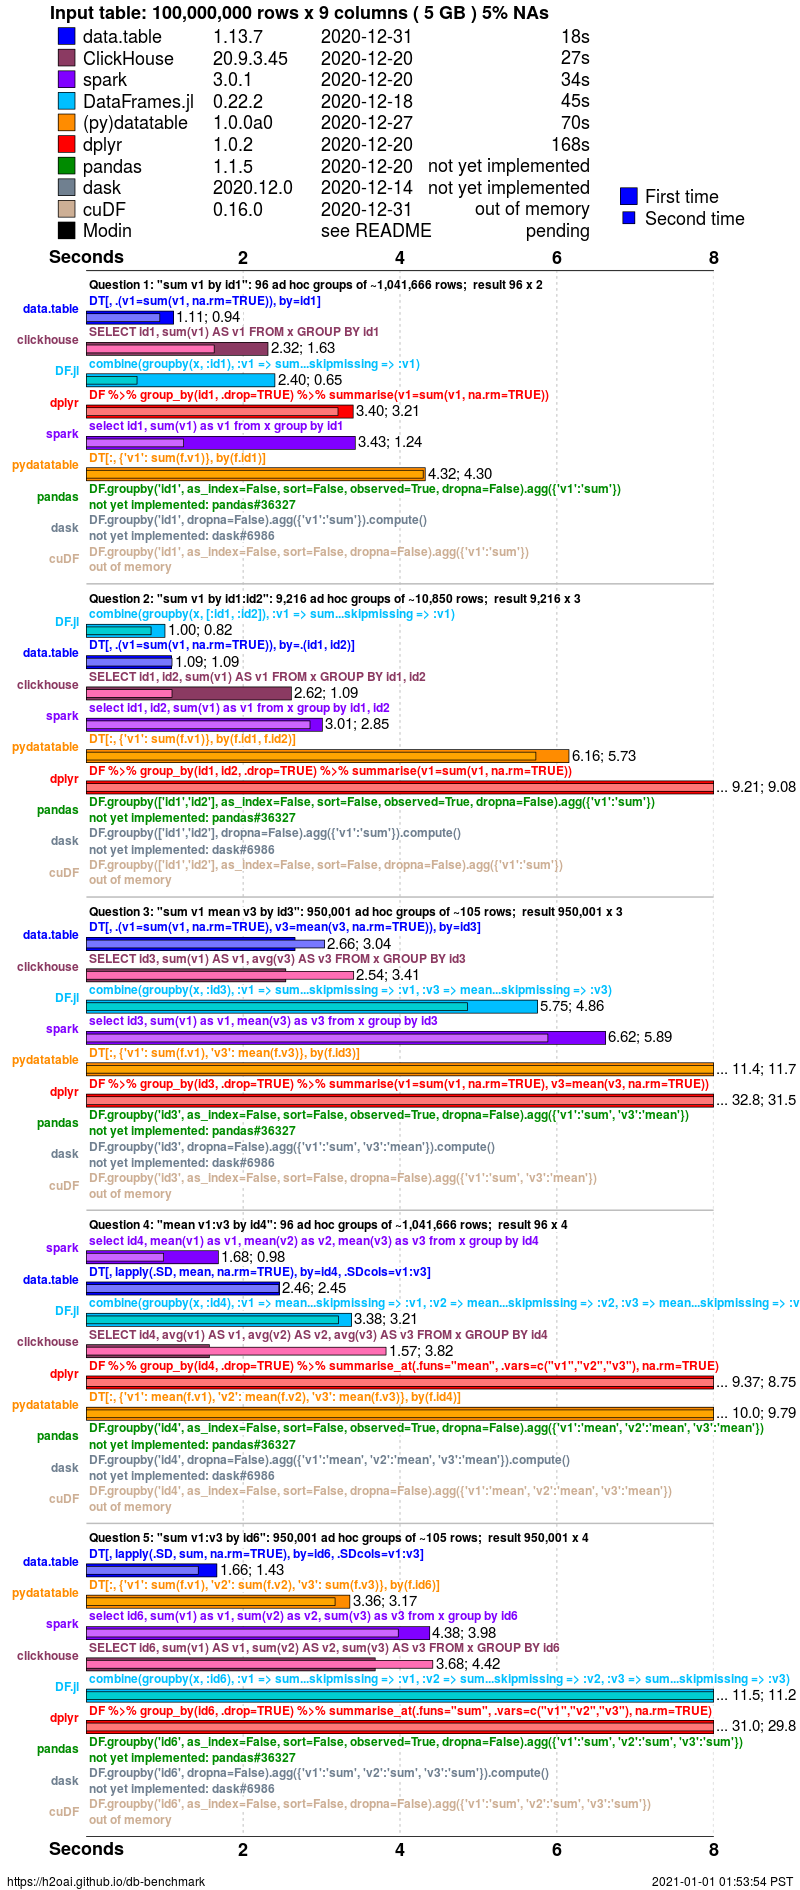 Input table: 100,000,000 rows x 9 columns ( 5 GB ) 5% NAs
data.table 1.13.7 2020-12-31 18s
ClickHouse 20.9.3.45 2020-12-20 27s
spark 3.0.1 2020-12-20 34s
DataFrames.jl 0.22.2 2020-12-18 45s
(py)datatable 1.0.0a0 2020-12-27 70s
dplyr 1.0.2 2020-12-20 168s
pandas 1.1.5 2020-12-20 not yet implemented
dask 2020.12.0 2020-12-14 not yet implemented
cuDF 0.16.0 2020-12-31 out of memory
Modin see README pending
First time
Second time
Seconds 2 4 6 8
Question 1: "sum v1 by id1": 96 ad hoc groups of ~1,041,666 rows; result 96 x 2
DT[, .(v1=sum(v1, na.rm=TRUE)), by=id1]
data.table 1.11; 0.94
SELECT id1, sum(v1) AS v1 FROM x GROUP BY id1
clickhouse 2.32; 1.63
combine(groupby(x, :id1), :v1 => sum...skipmissing => :v1)
DF.jl 2.40; 0.65
DF %>% group_by(id1, .drop=TRUE) %>% summarise(v1=sum(v1, na.rm=TRUE))
dplyr 3.40; 3.21
select id1, sum(v1) as v1 from x group by id1
spark 3.43; 1.24
DT[:, {'v1': sum(f.v1)}, by(f.id1)]
pydatatable 4.32; 4.30
DF.groupby('id1', as_index=False, sort=False, observed=True, dropna=False).agg({'v1':'sum'})
pandas not yet implemented: pandas#36327
DF.groupby('id1', dropna=False).agg({'v1':'sum'}).compute()
dask not yet implemented: dask#6986
DF.groupby('id1', as_index=False, sort=False, dropna=False).agg({'v1':'sum'})
cuDF out of memory
Question 2: "sum v1 by id1:id2": 9,216 ad hoc groups of ~10,850 rows; result 9,216 x 3
combine(groupby(x, [:id1, :id2]), :v1 => sum...skipmissing => :v1)
DF.jl 1.00; 0.82
DT[, .(v1=sum(v1, na.rm=TRUE)), by=.(id1, id2)]
data.table 1.09; 1.09
SELECT id1, id2, sum(v1) AS v1 FROM x GROUP BY id1, id2
clickhouse 2.62; 1.09
select id1, id2, sum(v1) as v1 from x group by id1, id2
spark 3.01; 2.85
DT[:, {'v1': sum(f.v1)}, by(f.id1, f.id2)]
pydatatable 6.16; 5.73
DF %>% group_by(id1, id2, .drop=TRUE) %>% summarise(v1=sum(v1, na.rm=TRUE))
dplyr ... 9.21; 9.08
DF.groupby(['id1','id2'], as_index=False, sort=False, observed=True, dropna=False).agg({'v1':'sum'})
pandas not yet implemented: pandas#36327
DF.groupby(['id1','id2'], dropna=False).agg({'v1':'sum'}).compute()
dask not yet implemented: dask#6986
DF.groupby(['id1','id2'], as_index=False, sort=False, dropna=False).agg({'v1':'sum'})
cuDF out of memory
Question 3: "sum v1 mean v3 by id3": 950,001 ad hoc groups of ~105 rows; result 950,001 x 3
DT[, .(v1=sum(v1, na.rm=TRUE), v3=mean(v3, na.rm=TRUE)), by=id3]
data.table 2.66; 3.04
SELECT id3, sum(v1) AS v1, avg(v3) AS v3 FROM x GROUP BY id3
clickhouse 2.54; 3.41
combine(groupby(x, :id3), :v1 => sum...skipmissing => :v1, :v3 => mean...skipmissing => :v3)
DF.jl 5.75; 4.86
select id3, sum(v1) as v1, mean(v3) as v3 from x group by id3
spark 6.62; 5.89
DT[:, {'v1': sum(f.v1), 'v3': mean(f.v3)}, by(f.id3)]
pydatatable ... 11.4; 11.7
DF %>% group_by(id3, .drop=TRUE) %>% summarise(v1=sum(v1, na.rm=TRUE), v3=mean(v3, na.rm=TRUE))
dplyr ... 32.8; 31.5
DF.groupby('id3', as_index=False, sort=False, observed=True, dropna=False).agg({'v1':'sum', 'v3':'mean'})
pandas not yet implemented: pandas#36327
DF.groupby('id3', dropna=False).agg({'v1':'sum', 'v3':'mean'}).compute()
dask not yet implemented: dask#6986
DF.groupby('id3', as_index=False, sort=False, dropna=False).agg({'v1':'sum', 'v3':'mean'})
cuDF out of memory
Question 4: "mean v1:v3 by id4": 96 ad hoc groups of ~1,041,666 rows; result 96 x 4
select id4, mean(v1) as v1, mean(v2) as v2, mean(v3) as v3 from x group by id4
spark 1.68; 0.98
DT[, lapply(.SD, mean, na.rm=TRUE), by=id4, .SDcols=v1:v3]
data.table 2.46; 2.45
combine(groupby(x, :id4), :v1 => mean...skipmissing => :v1, :v2 => mean...skipmissing => :v2, :v3 => mean...skipmissing => :v
DF.jl 3.38; 3.21
SELECT id4, avg(v1) AS v1, avg(v2) AS v2, avg(v3) AS v3 FROM x GROUP BY id4
clickhouse 1.57; 3.82
DF %>% group_by(id4, .drop=TRUE) %>% summarise_at(.funs="mean", .vars=c("v1","v2","v3"), na.rm=TRUE)
dplyr ... 9.37; 8.75
DT[:, {'v1': mean(f.v1), 'v2': mean(f.v2), 'v3': mean(f.v3)}, by(f.id4)]
pydatatable ... 10.0; 9.79
DF.groupby('id4', as_index=False, sort=False, observed=True, dropna=False).agg({'v1':'mean', 'v2':'mean', 'v3':'mean'})
pandas not yet implemented: pandas#36327
DF.groupby('id4', dropna=False).agg({'v1':'mean', 'v2':'mean', 'v3':'mean'}).compute()
dask not yet implemented: dask#6986
DF.groupby('id4', as_index=False, sort=False, dropna=False).agg({'v1':'mean', 'v2':'mean', 'v3':'mean'})
cuDF out of memory
Question 5: "sum v1:v3 by id6": 950,001 ad hoc groups of ~105 rows; result 950,001 x 4
DT[, lapply(.SD, sum, na.rm=TRUE), by=id6, .SDcols=v1:v3]
data.table 1.66; 1.43
DT[:, {'v1': sum(f.v1), 'v2': sum(f.v2), 'v3': sum(f.v3)}, by(f.id6)]
pydatatable 3.36; 3.17
select id6, sum(v1) as v1, sum(v2) as v2, sum(v3) as v3 from x group by id6
spark 4.38; 3.98
SELECT id6, sum(v1) AS v1, sum(v2) AS v2, sum(v3) AS v3 FROM x GROUP BY id6
clickhouse 3.68; 4.42
combine(groupby(x, :id6), :v1 => sum...skipmissing => :v1, :v2 => sum...skipmissing => :v2, :v3 => sum...skipmissing => :v3)
DF.jl ... 11.5; 11.2
DF %>% group_by(id6, .drop=TRUE) %>% summarise_at(.funs="sum", .vars=c("v1","v2","v3"), na.rm=TRUE)
dplyr ... 31.0; 29.8
DF.groupby('id6', as_index=False, sort=False, observed=True, dropna=False).agg({'v1':'sum', 'v2':'sum', 'v3':'sum'})
pandas not yet implemented: pandas#36327
DF.groupby('id6', dropna=False).agg({'v1':'sum', 'v2':'sum', 'v3':'sum'}).compute()
dask not yet implemented: dask#6986
DF.groupby('id6', as_index=False, sort=False, dropna=False).agg({'v1':'sum', 'v2':'sum', 'v3':'sum'})
cuDF out of memory
Seconds 2 4 6 8
https://h2oai.github.io/db-benchmark 2021-01-01 01:53:54 PST